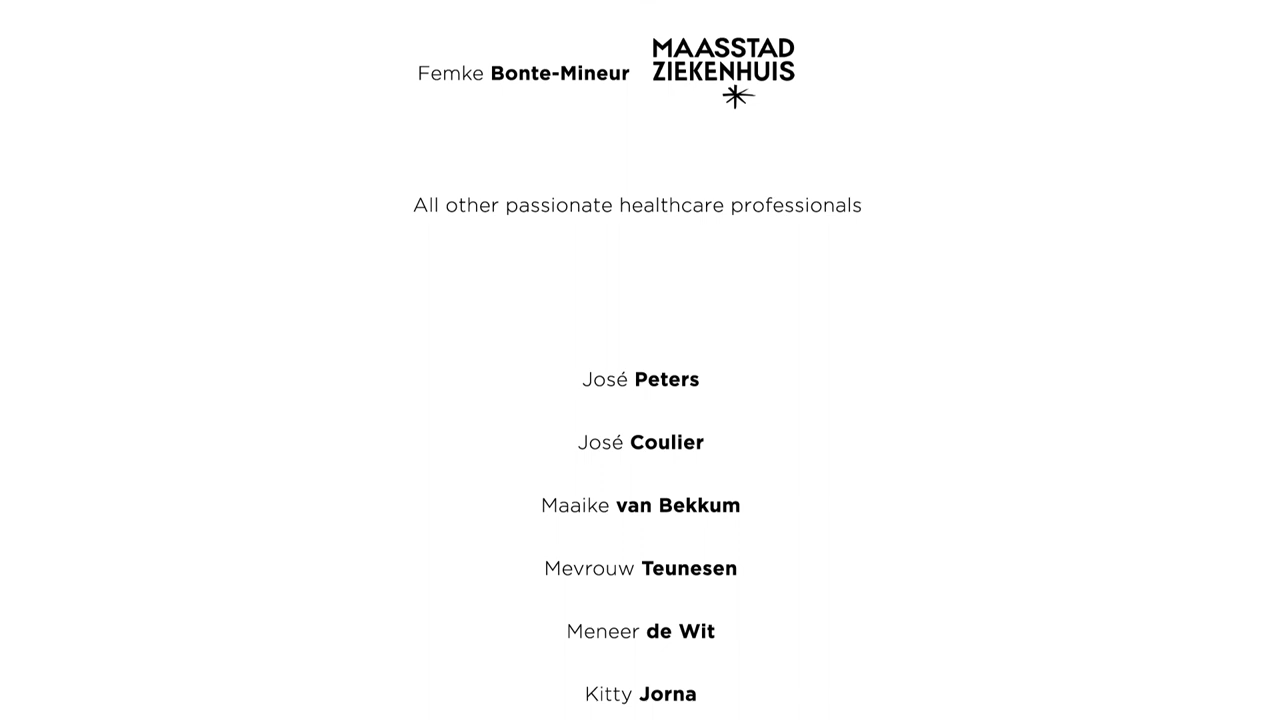 Femke Bonte-Mineur
MAASSTAD
ZIEKENHUIS
All other passionate healthcare professionals
José Peters
José Coulier
Maaike van Bekkum
Mevrouw Teunesen
Meneer de Wit
Kitty Jorna